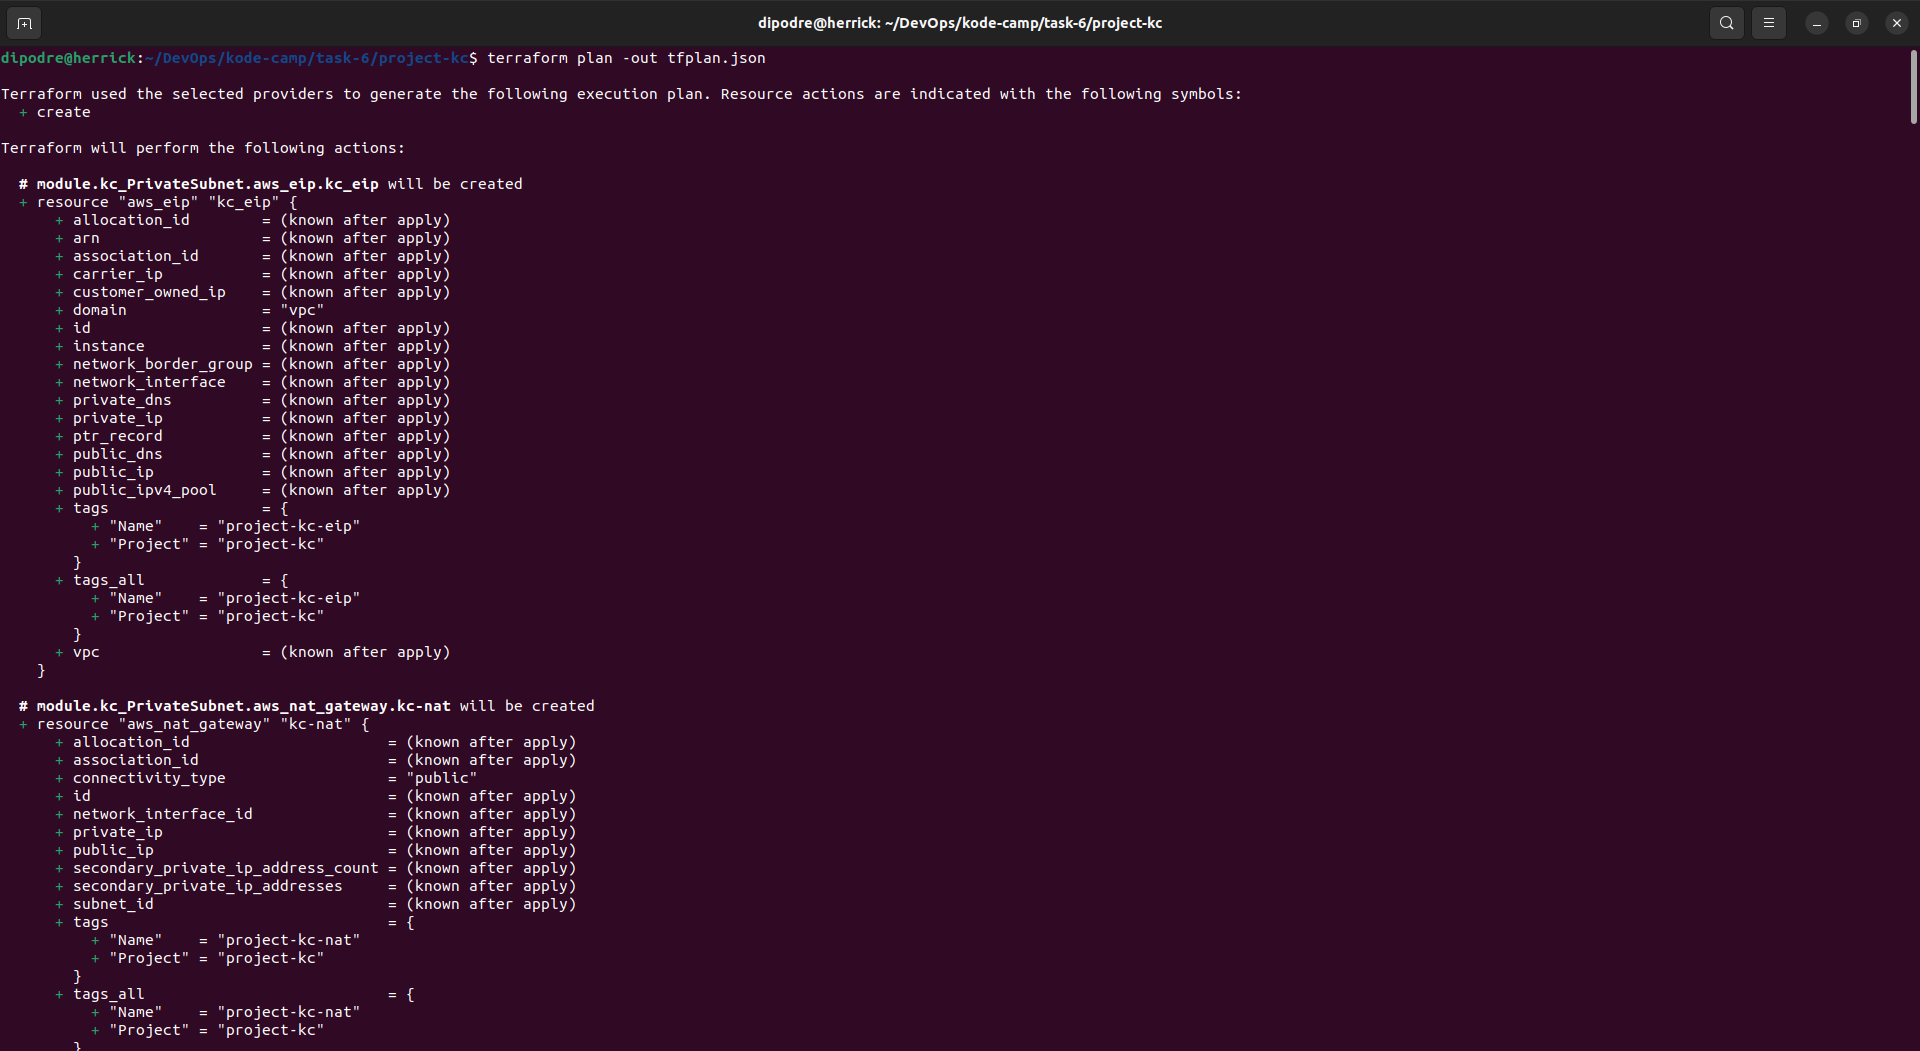 dipodre@herrick: ~/DevOps/kode-camp/task-6/project-kc
dipodre@herrick:~/DevOps/kode-camp/task-6/project-kc$ terraform plan -out tfplan.json

Terraform used the selected providers to generate the following execution plan. Resource actions are indicated with the following symbols:
  + create

Terraform will perform the following actions:

  # module.kc_PrivateSubnet.aws_eip.kc_eip will be created
  + resource "aws_eip" "kc_eip" {
      + allocation_id        = (known after apply)
      + arn                  = (known after apply)
      + association_id       = (known after apply)
      + carrier_ip           = (known after apply)
      + customer_owned_ip    = (known after apply)
      + domain               = "vpc"
      + id                   = (known after apply)
      + instance             = (known after apply)
      + network_border_group = (known after apply)
      + network_interface    = (known after apply)
      + private_dns          = (known after apply)
      + private_ip           = (known after apply)
      + ptr_record           = (known after apply)
      + public_dns           = (known after apply)
      + public_ip            = (known after apply)
      + public_ipv4_pool     = (known after apply)
      + tags                 = {
          + "Name"    = "project-kc-eip"
          + "Project" = "project-kc"
        }
      + tags_all             = {
          + "Name"    = "project-kc-eip"
          + "Project" = "project-kc"
        }
      + vpc                  = (known after apply)
    }

  # module.kc_PrivateSubnet.aws_nat_gateway.kc-nat will be created
  + resource "aws_nat_gateway" "kc-nat" {
      + allocation_id                      = (known after apply)
      + association_id                     = (known after apply)
      + connectivity_type                  = "public"
      + id                                 = (known after apply)
      + network_interface_id               = (known after apply)
      + private_ip                         = (known after apply)
      + public_ip                          = (known after apply)
      + secondary_private_ip_address_count = (known after apply)
      + secondary_private_ip_addresses     = (known after apply)
      + subnet_id                          = (known after apply)
      + tags                               = {
          + "Name"    = "project-kc-nat"
          + "Project" = "project-kc"
        }
      + tags_all                           = {
          + "Name"    = "project-kc-nat"
          + "Project" = "project-kc"
        }